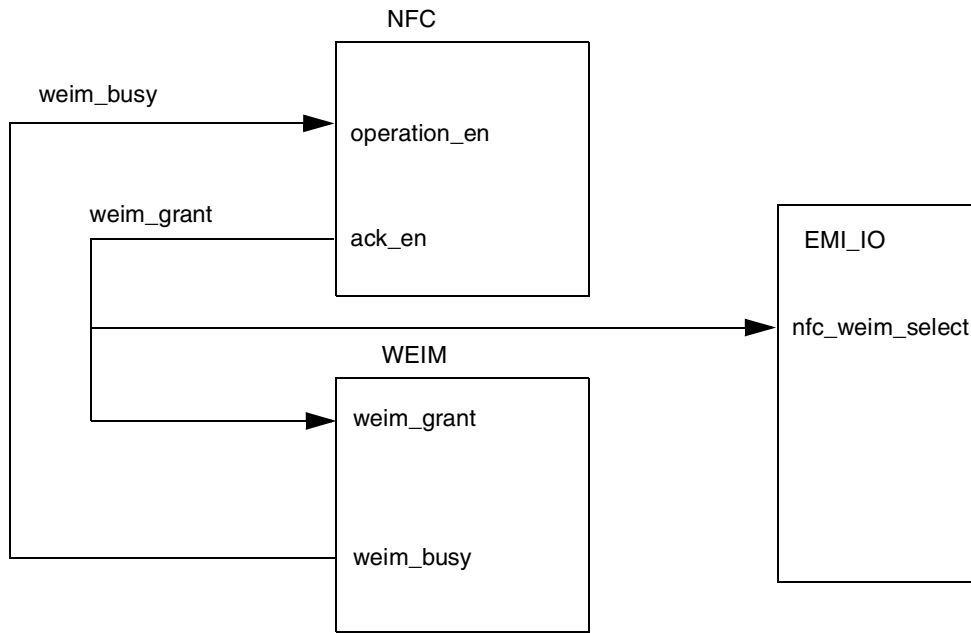 NFC
weim_busy
operation_en
weim_grant
ack_en
EMI_IO
nfc_weim_select
WEIM
weim_grant
weim_busy